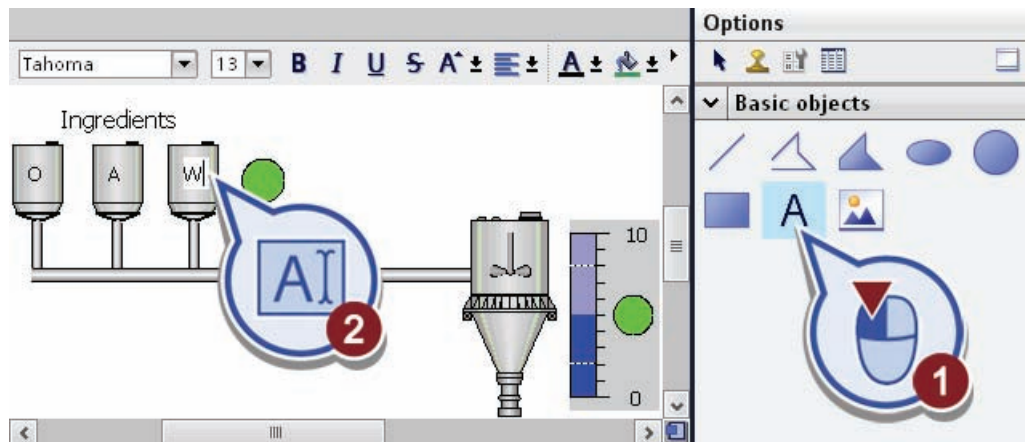 Options
Tahoma 13 B I U S A A
Basic objects
Ingredients
O A W
A
10
A
2
0
1